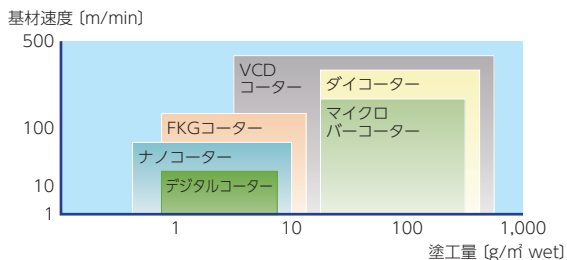 基材速度〔m/min〕
500
VCD
コーター
ダイコーター
マイクロ
バーコーター
FKGコーター
100
ナノコーター
デジタルコーター
10
1
1
10
100
1,000
塗工量〔g/㎡ wet〕